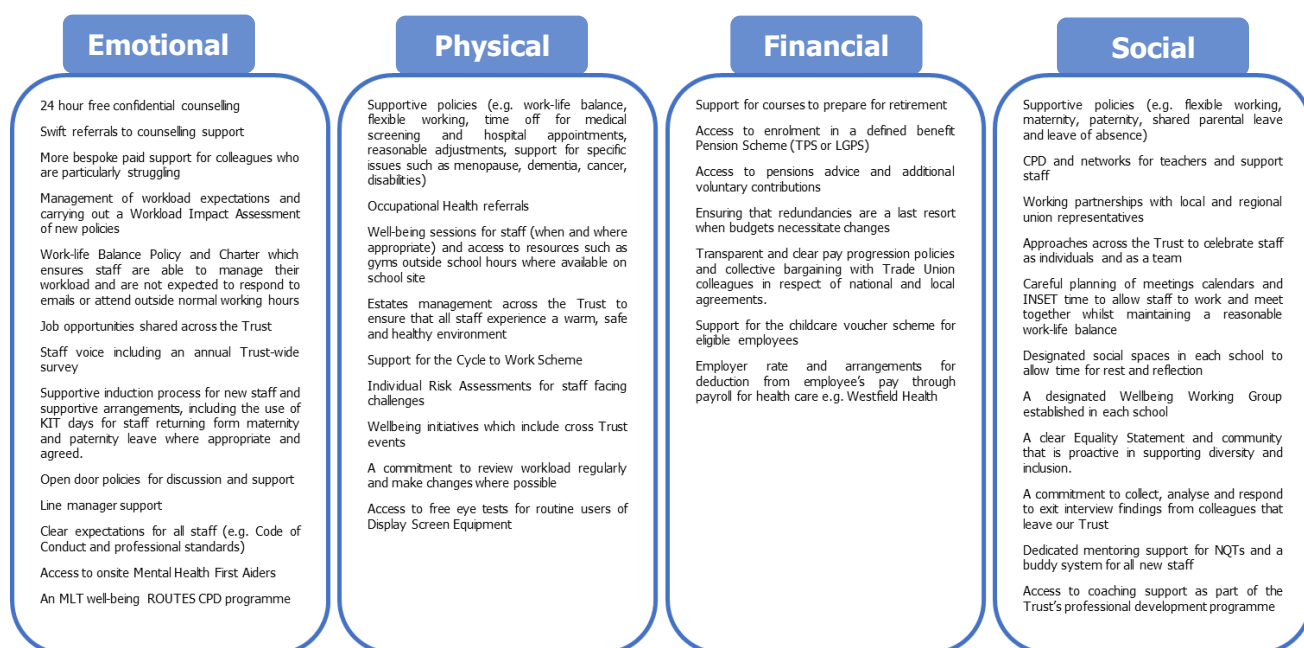 Emotional
24 hour free confidential counselling
Swift referrals to counselling support
More bespoke paid support for colleagues who
are particularly struggling
Management of workload expectations and
carrying out a Workload Impact Assessment
of new policies
Work-life Balance Policy and Charter which
ensures staff are able to manage their
workload and are not expected to respond to
emails or attend outside normal working hours
Job opportunities shared across the Trust
Staff voice including an annual Trust-wide
survey
Supportive induction process for new staff and
supportive arrangements, including the use of
KIT days for staff returning form maternity
and paternity leave where appropriate and
agreed.
Open door policies for discussion and support
Line manager support
Clear expectations for all staff (e.g. Code of
Conduct and professional standards)
Access to onsite Mental Health First Aiders
An MLT well-being ROUTES CPD programme
Physical
Supportive policies (e.g. work-life balance,
flexible working, time off for medical
screening and hospital appointments,
reasonable adjustments, support for specific
issues such as menopause, dementia, cancer,
disabilities)
Occupational Health referrals
Well-being sessions for staff (when and where
appropriate) and access to resources such as
gyms outside school hours where available on
school site
Estates management across the Trust to
ensure that all staff experience a warm, safe
and healthy environment
Support for the Cycle to Work Scheme
Individual Risk Assessments for staff facing
challenges
Wellbeing initiatives which include cross Trust
events
A commitment to review workload regularly
and make changes where possible
Access to free eye tests for routine users of
Display Screen Equipment
Financial
Support for courses to prepare for retirement
Access to enrolment in a defined benefit
Pension Scheme (TPS or LGPS)
Access to pensions advice and additional
voluntary contributions
Ensuring that redundancies are a last resort
when budgets necessitate changes
Transparent and clear pay progression policies
and collective bargaining with Trade Union
colleagues in respect of national and local
agreements.
Support for the childcare voucher scheme for
eligible employees
Employer rate and arrangements for
deduction from employee's pay through
payroll for health care e.g. Westfield Health
Social
Supportive policies (e.g. flexible working,
maternity, paternity, shared parental leave
and leave of absence)
CPD and networks for teachers and support
staff
Working partnerships with local and regional
union representatives
Approaches across the Trust to celebrate staff
as individuals and as a team
Careful planning of meetings calendars and
INSET time to allow staff to work and meet
together whilst maintaining a reasonable
work-life balance
Designated social spaces in each school to
allow time for rest and reflection
A designated Wellbeing Working Group
established in each school
A clear Equality Statement and community
that is proactive in supporting diversity and
inclusion.
A commitment to collect, analyse and respond
to exit interview findings from colleagues that
leave our Trust
Dedicated mentoring support for NQTs and a
buddy system for all new staff
Access to coaching support as part of the
Trust's professional development programme